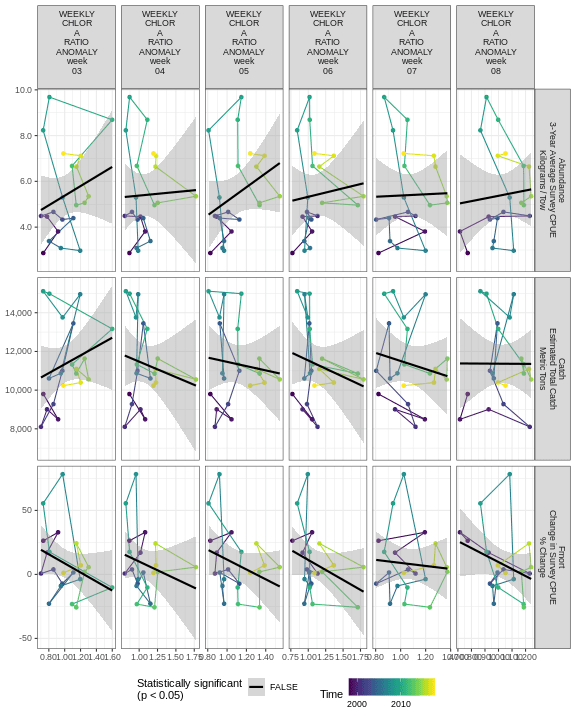 WEEKLY
CHLOR
A
RATIO
ANOMALY
week
03
WEEKLY
CHLOR
A
RATIO
ANOMALY
week
04
WEEKLY
CHLOR
A
RATIO
ANOMALY
week
05
WEEKLY
CHLOR
A
RATIO
ANOMALY
week
06
WEEKLY
CHLOR
A
RATIO
ANOMALY
week
07
WEEKLY
CHLOR
A
RATIO
ANOMALY
week
08
10.0
8.0
6.0
4.0
Abundance
3-Year Average Survey CPUE
Kilograms /Tow
14,000
12,000
10,000
8,000
Catch
Estimated Total Catch
Metric Tons
50
0
-50
Fmort
Change in Survey CPUE
% Change
0.80 1.00 1.20 1.40 1.60
1.00 1.25 1.50 1.75
0.80 1.00 1.20 1.40
0.75 1.00 1.25 1.50 1.75
0.80 1.00 1.20
Statistically significant
(p < 0.05)
FALSE
Time
2000 2010